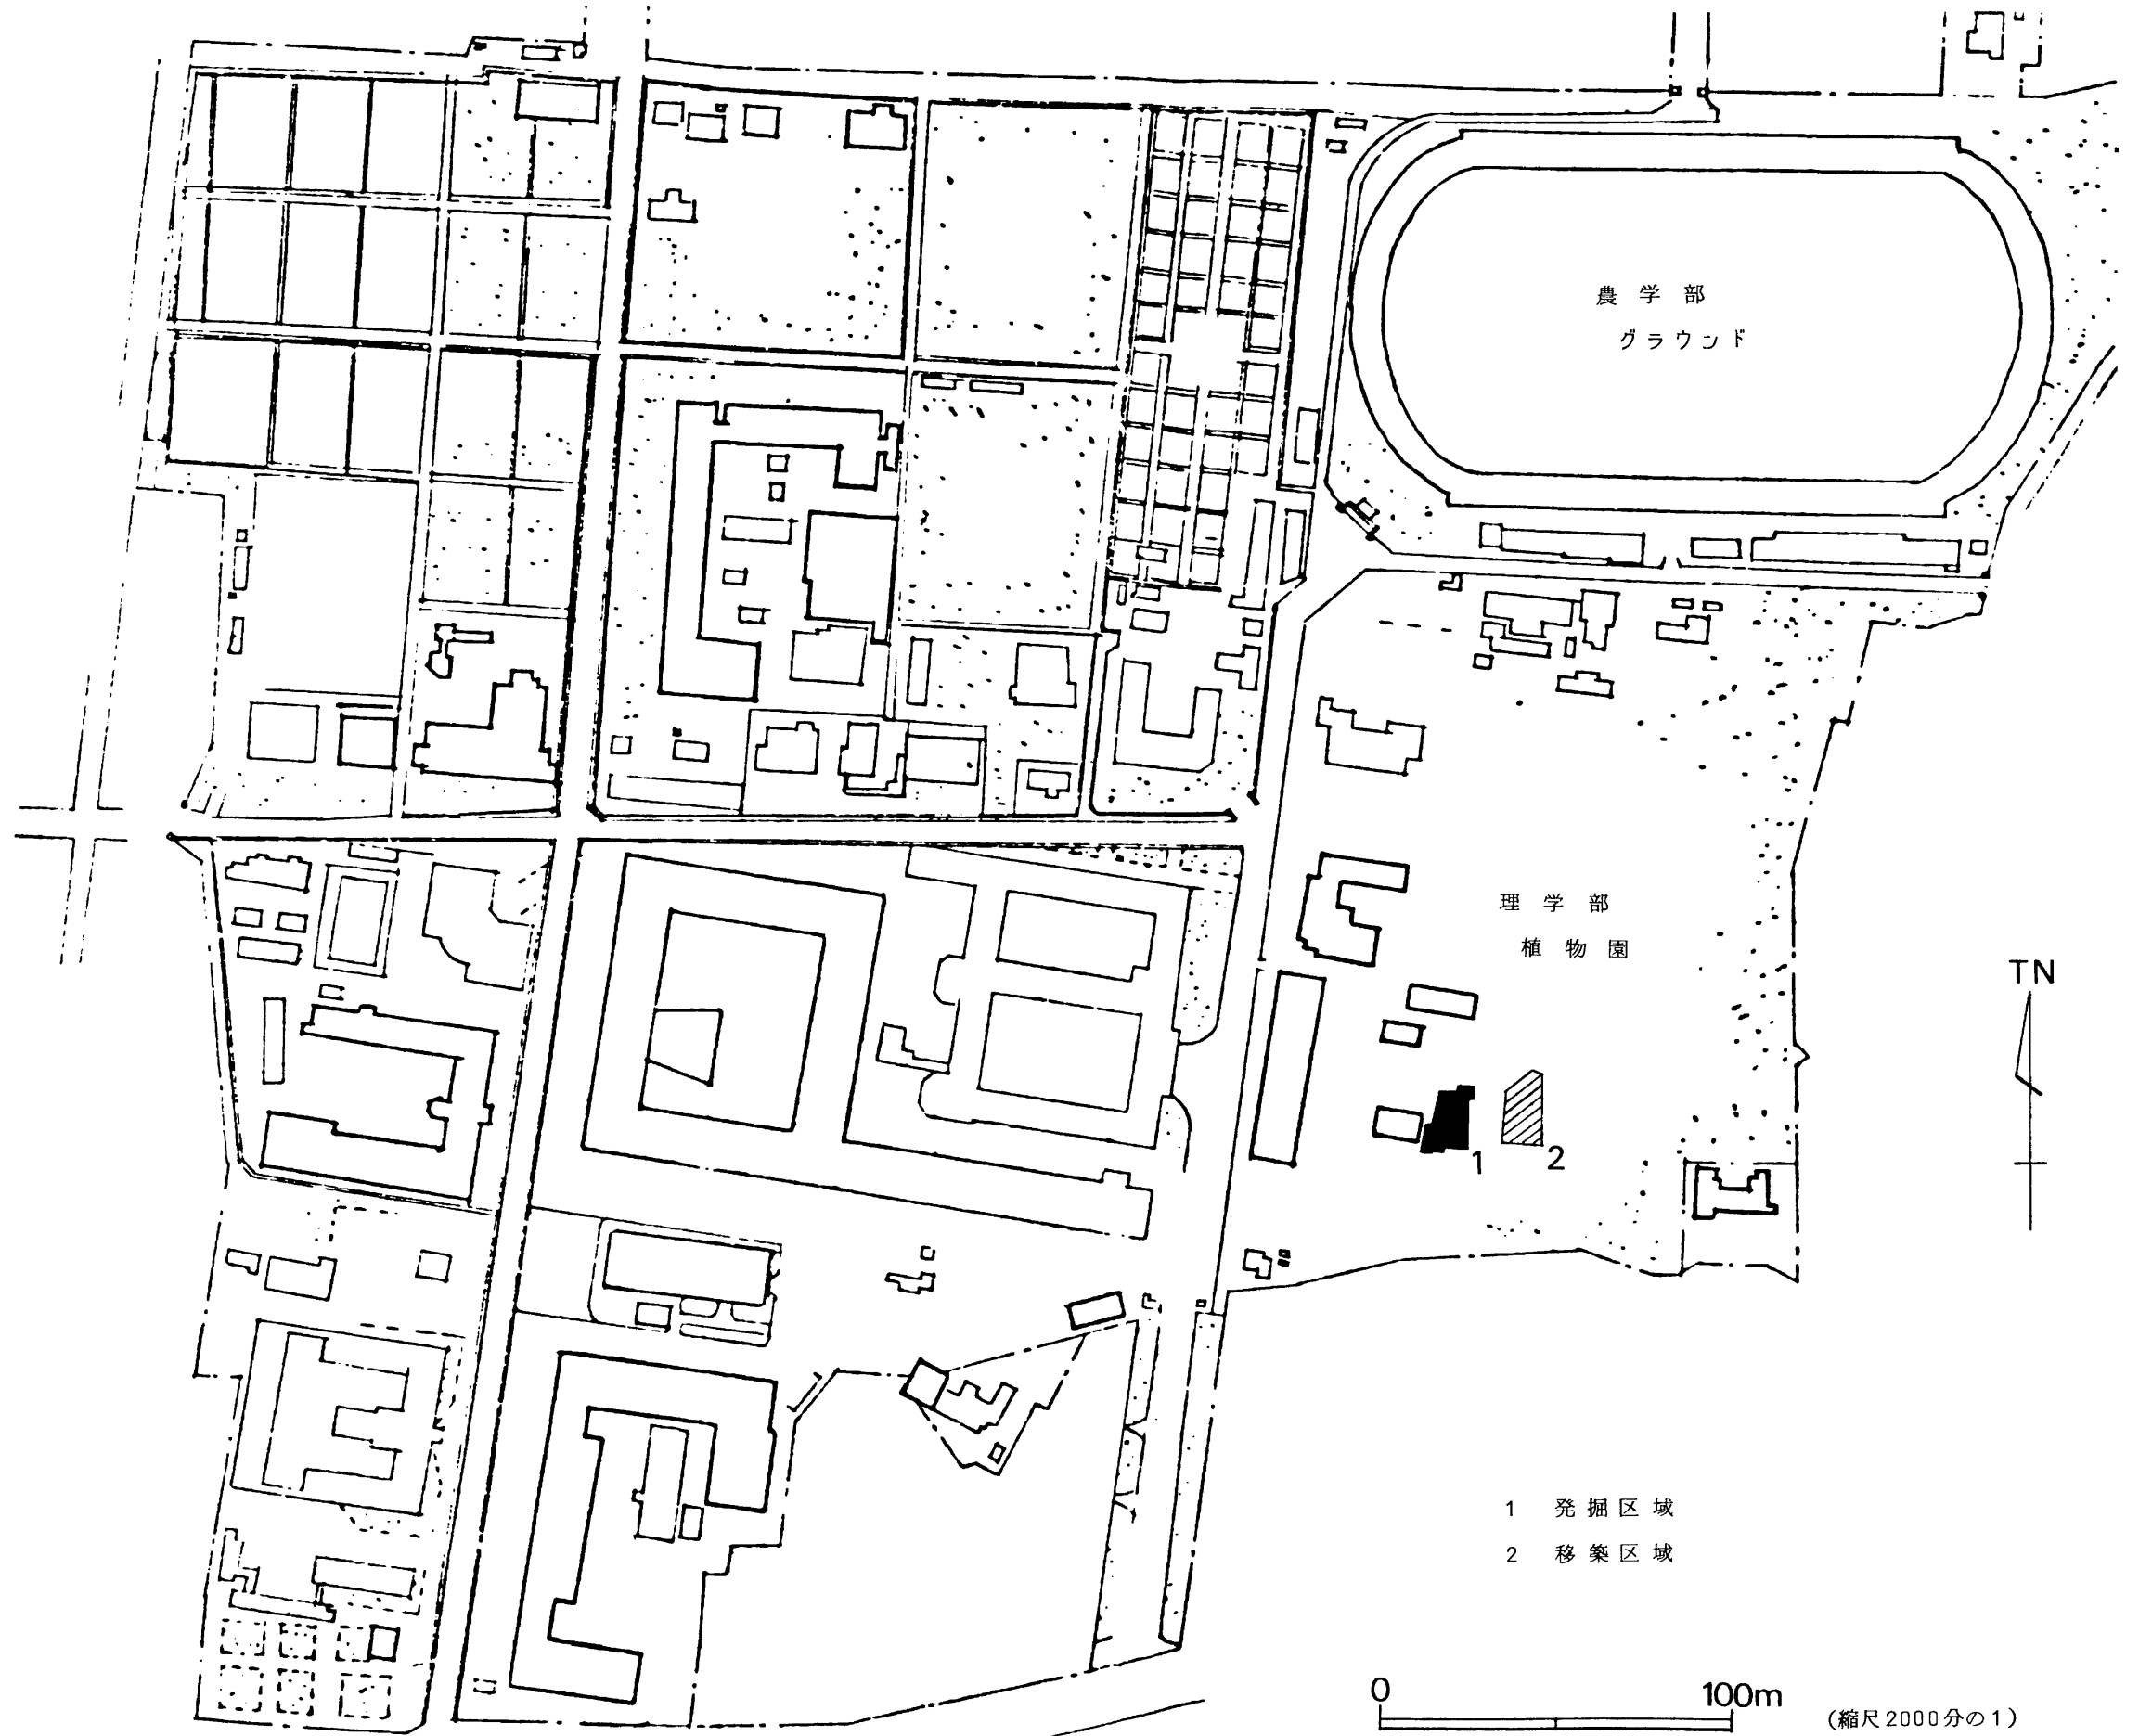 農学部
グラウンド
理学部
植物園
TN
1
2
1 発掘区域
2 移築区域
0 100m
(縮尺2000分の1)